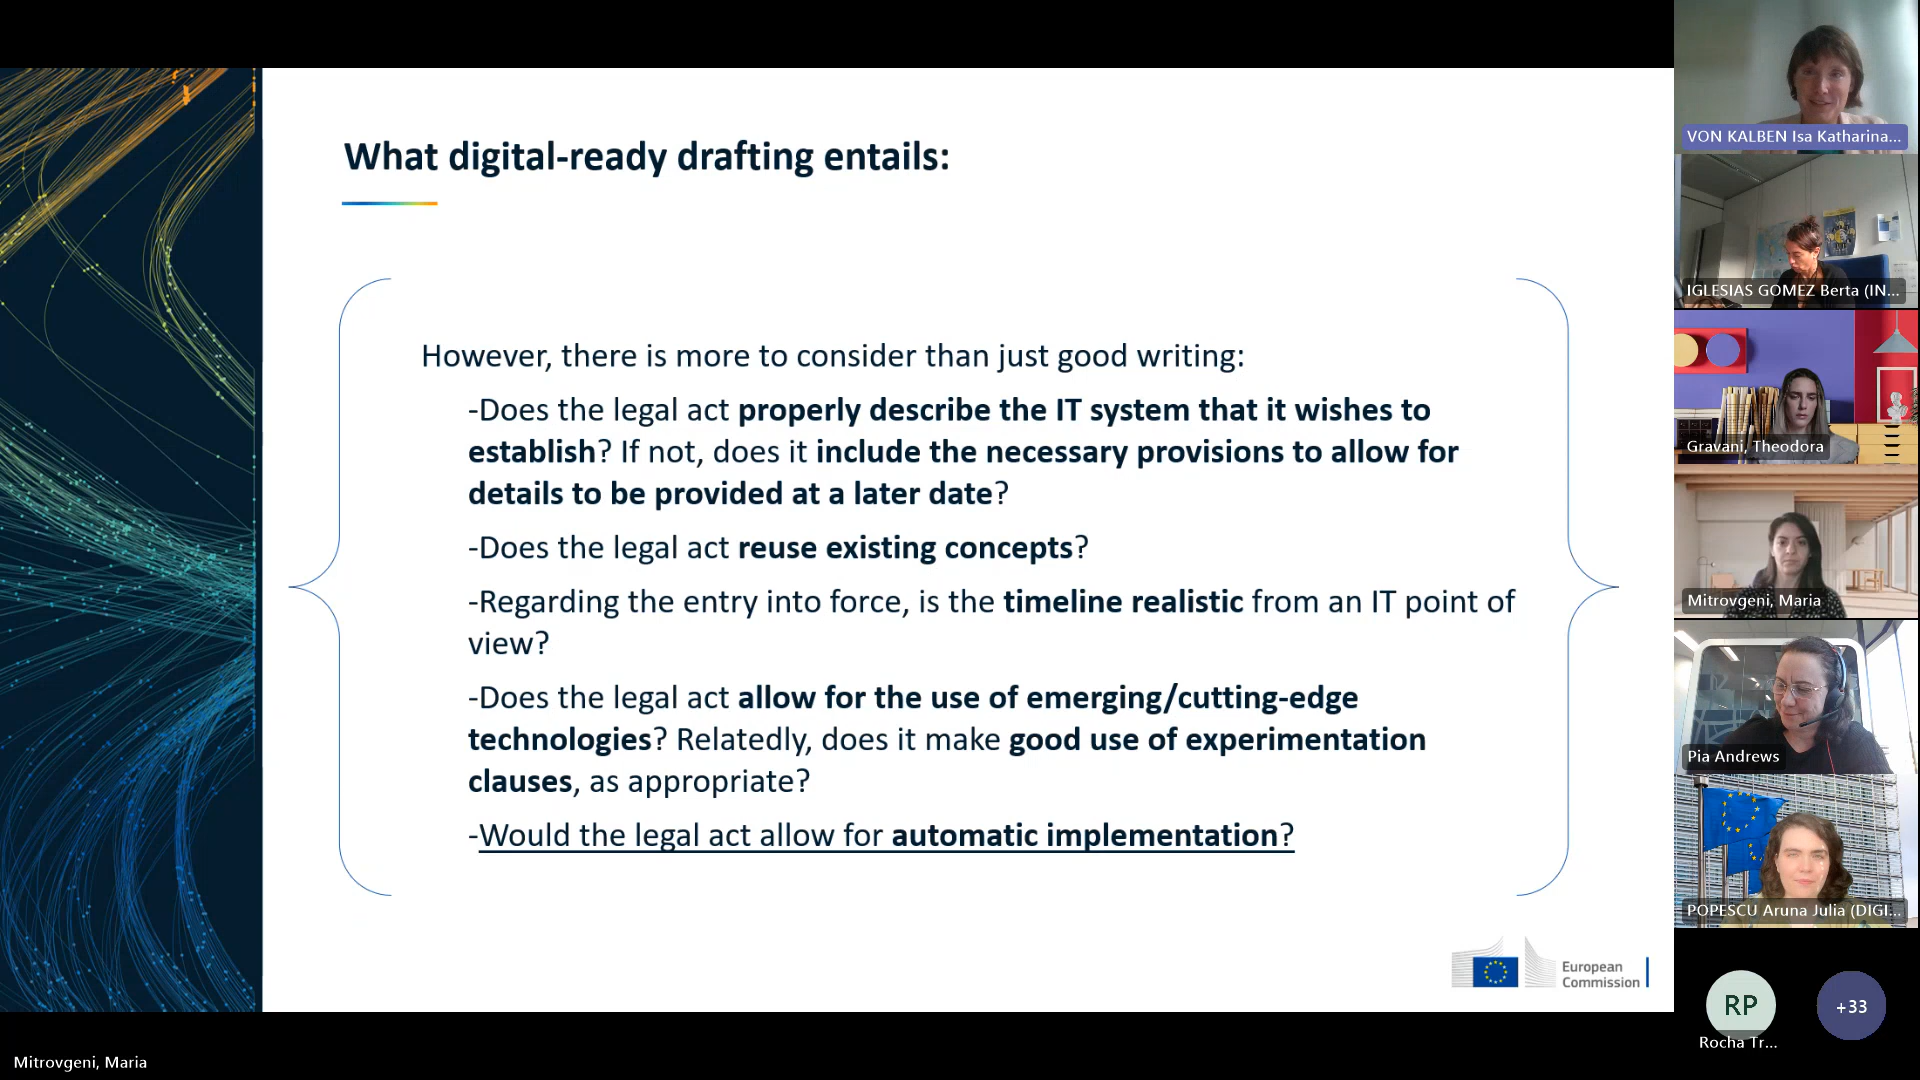 What digital-ready drafting entails:
However, there is more to consider than just good writing:
-Does the legal act properly describe the IT system that it wishes to
establish? If not, does it include the necessary provisions to allow for
details to be provided at a later date?
-Does the legal act reuse existing concepts?
-Regarding the entry into force, is the timeline realistic from an IT point of
view?
-Does the legal act allow for the use of emerging/cutting-edge
technologies? Relatedly, does it make good use of experimentation
clauses, as appropriate?
-Would the legal act allow for automatic implementation?
European
Commission
VON KALBEN Isa Katharina...
IGLESIAS GOMEZ Berta (IN...
Gravani, Theodora
Mitrovgeni, Maria
Pia Andrews
POPESCU Aruna Julia (DIGI...
RP
+33
Rocha Tr...
Mitrovgeni, Maria